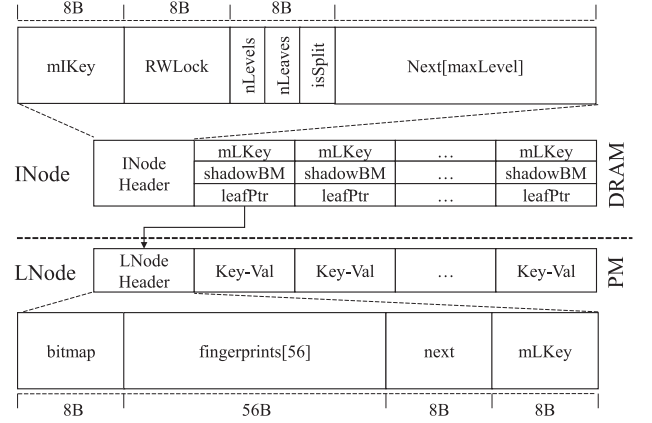 8B 8B 8B
mIKey RWLock nLevels nLeaves isSplit Next[maxLevel]
INode INode Header mLKey mLKey … mLKey DRAM
shadowBM shadowBM … shadowBM
leafPtr leafPtr … leafPtr
LNode LNode Header Key-Val Key-Val … Key-Val PM
bitmap fingerprints[56] next mLKey
8B 56B 8B 8B